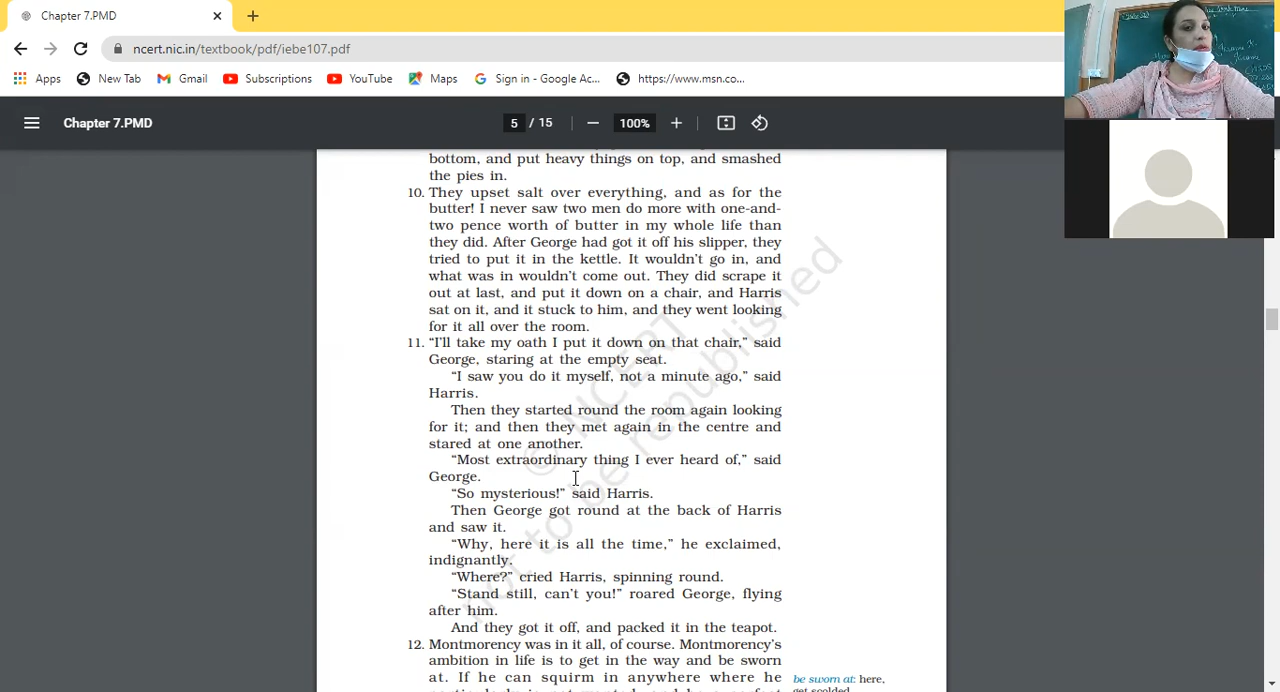 Chapter 7.PMD
ncert.nic.in/textbook/pdf/iebe107.pdf
Apps New Tab Gmail Subscriptions YouTube Maps Sign in - Google Ac... https://www.msn.co...
Chapter 7.PMD 5 / 15 100%
bottom, and put heavy things on top, and smashed
the pies in.
10. They upset salt over everything, and as for the
butter! I never saw two men do more with one-and-
two pence worth of butter in my whole life than
they did. After George had got it off his slipper, they
tried to put it in the kettle. It wouldn't go in, and
what was in wouldn't come out. They did scrape it
out at last, and put it down on a chair, and Harris
sat on it, and it stuck to him, and they went looking
for it all over the room.
11. “I'll take my oath I put it down on that chair,” said
George, staring at the empty seat.
“I saw you do it myself, not a minute ago,” said
Harris.
Then they started round the room again looking
for it; and then they met again in the centre and
stared at one another.
“Most extraordinary thing I ever heard of,” said
George.
“So mysterious!” said Harris.
Then George got round at the back of Harris
and saw it.
“Why, here it is all the time,” he exclaimed,
indignantly.
“Where?” cried Harris, spinning round.
“Stand still, can't you!” roared George, flying
after him.
And they got it off, and packed it in the teapot.
12. Montmorency was in it all, of course. Montmorency's
ambition in life is to get in the way and be sworn
at. If he can squirm in anywhere where he
be sworn at: here,
© NCERT
not to be republished